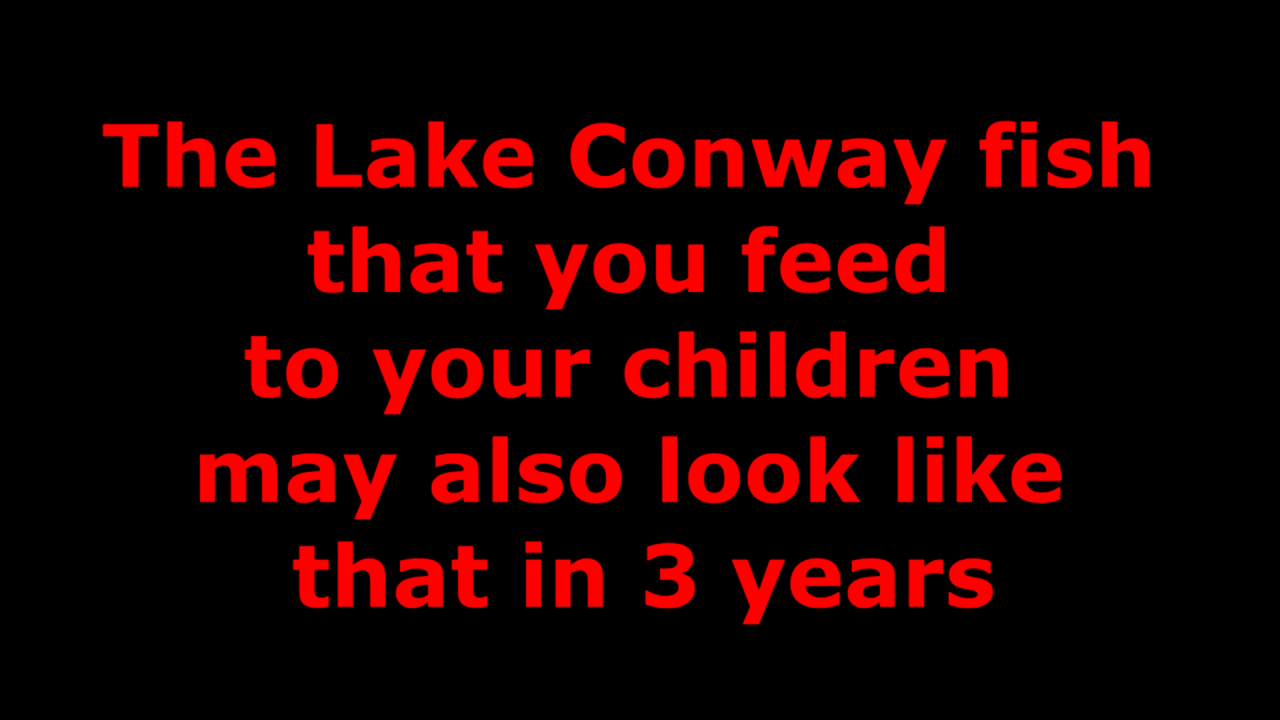 The Lake Conway fish
that you feed
to your children
may also look like
that in 3 years